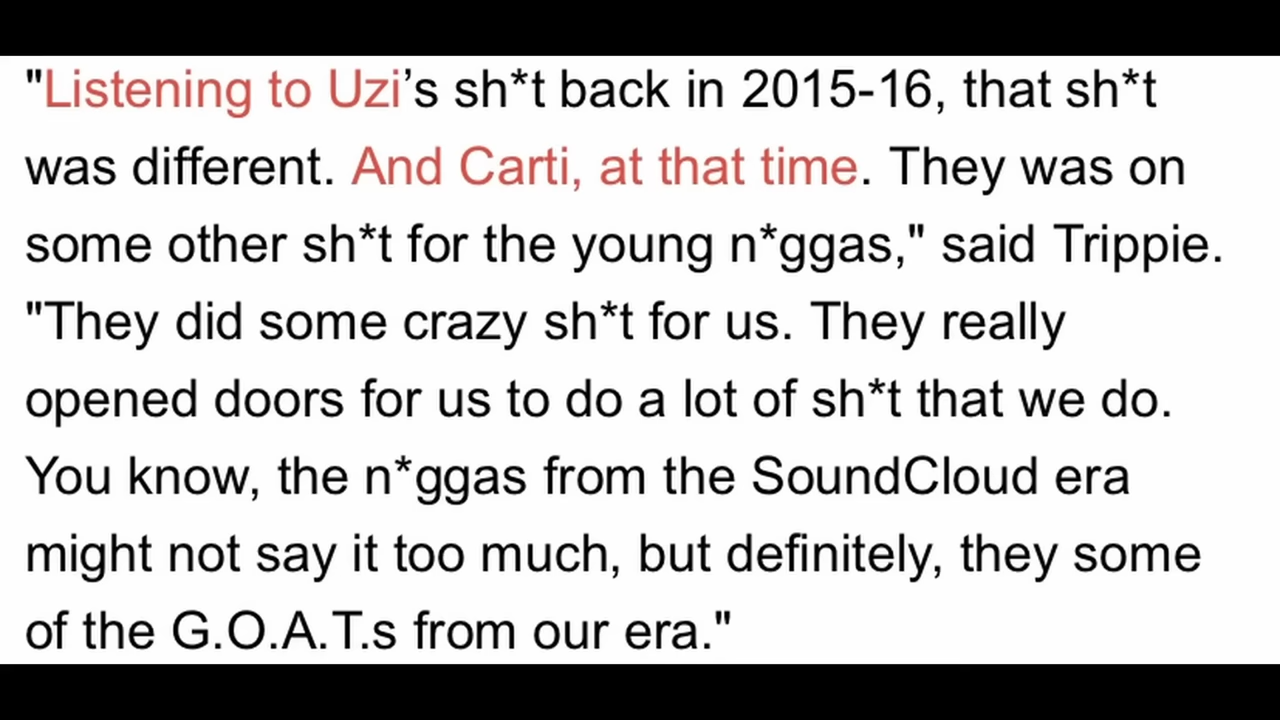 "Listening to Uzi’s sh*t back in 2015-16, that sh*t
was different. And Carti, at that time. They was on
some other sh*t for the young n*ggas," said Trippie.
"They did some crazy sh*t for us. They really
opened doors for us to do a lot of sh*t that we do.
You know, the n*ggas from the SoundCloud era
might not say it too much, but definitely, they some
of the G.O.A.T.s from our era."